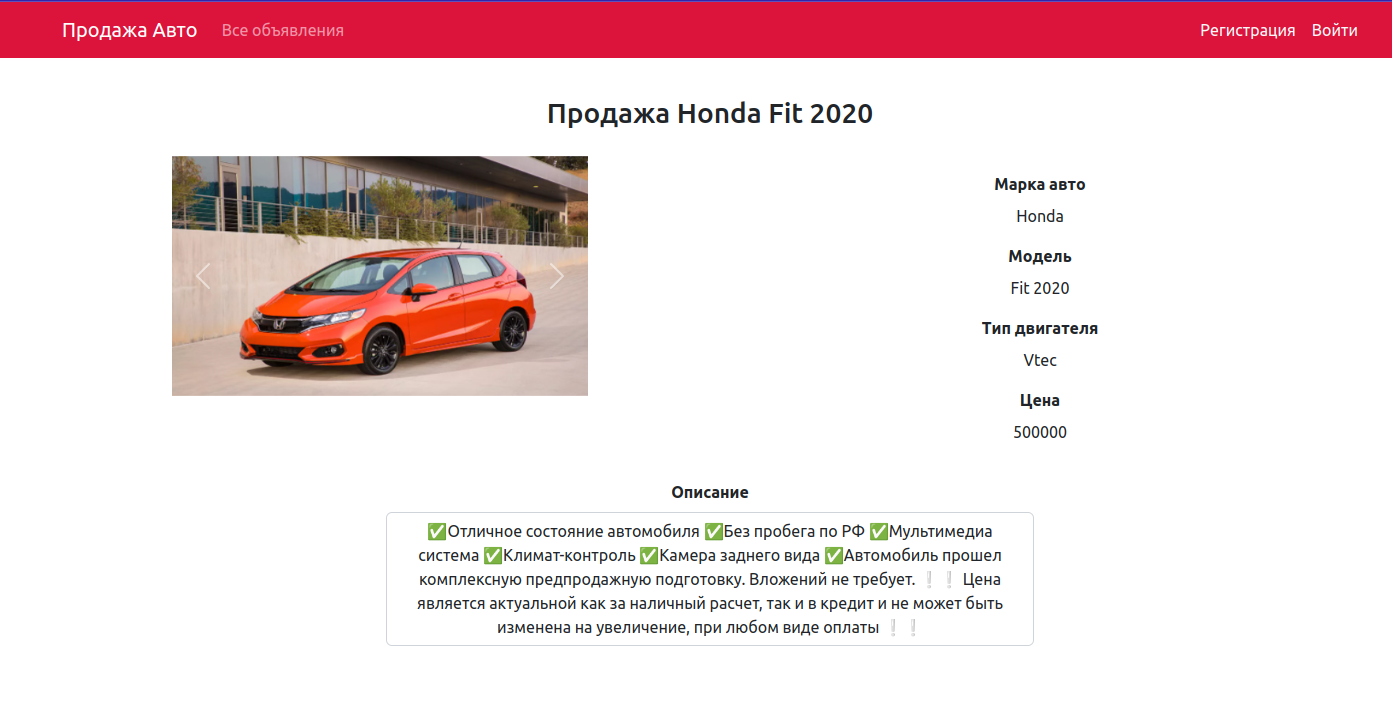 Продажа Авто Все объявления Регистрация Войти
Продажа Honda Fit 2020
Марка авто
Honda
Модель
Fit 2020
Тип двигателя
Vtec
Цена
500000
Описание
✅Отличное состояние автомобиля ✅Без пробега по РФ ✅Мультимедиа
система ✅Климат-контроль ✅Камера заднего вида ✅Автомобиль прошел
комплексную предпродажную подготовку. Вложений не требует. ❕❕ Цена
является актуальной как за наличный расчет, так и в кредит и не может быть
изменена на увеличение, при любом виде оплаты ❕❕